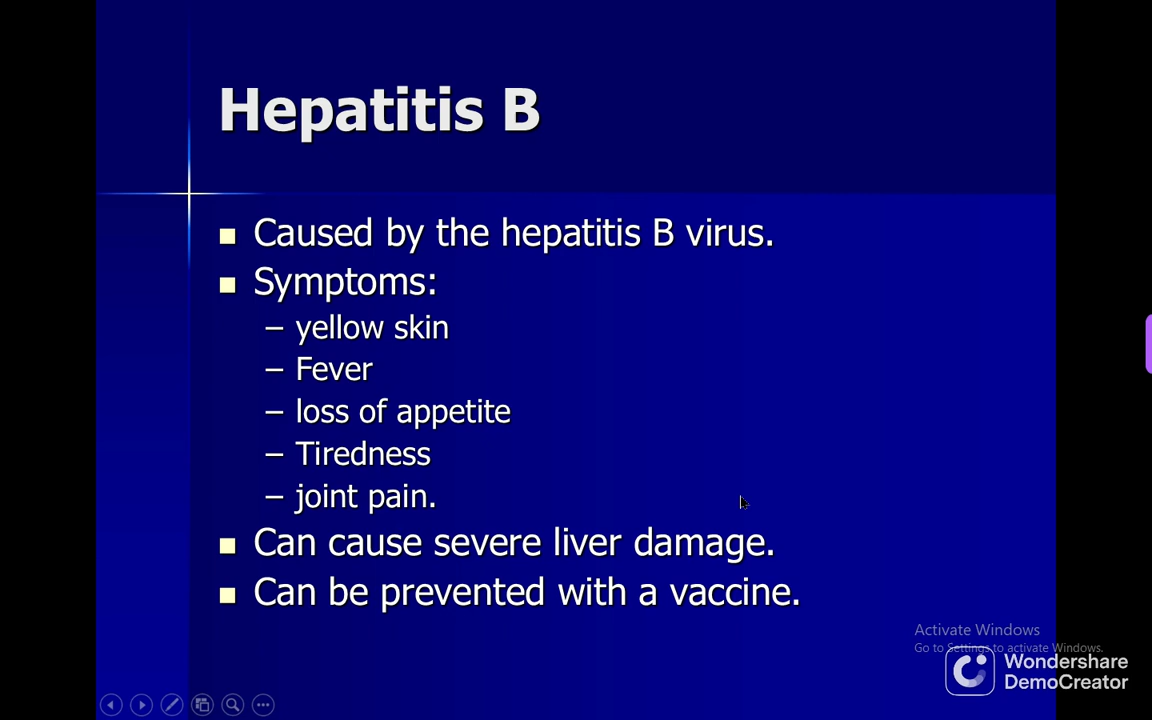 Hepatitis B
Caused by the hepatitis B virus.
Symptoms:
– yellow skin
– Fever
– loss of appetite
– Tiredness
– joint pain.
Can cause severe liver damage.
Can be prevented with a vaccine.
Activate Windows
Go to Settings to activate Windows.
Wondershare
DemoCreator